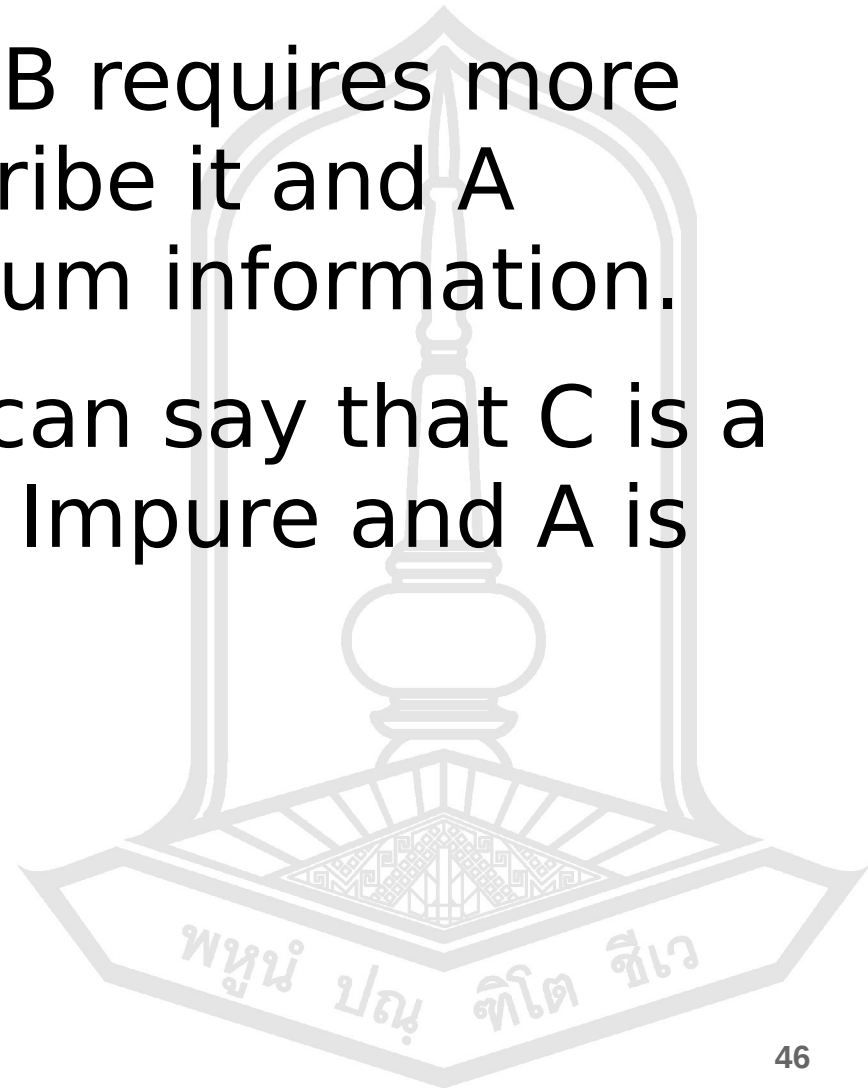 B requires more
ribe it and A
um information.
can say that C is a
Impure and A is
พหูนํ ปณฺฑิโต ชีเว
46